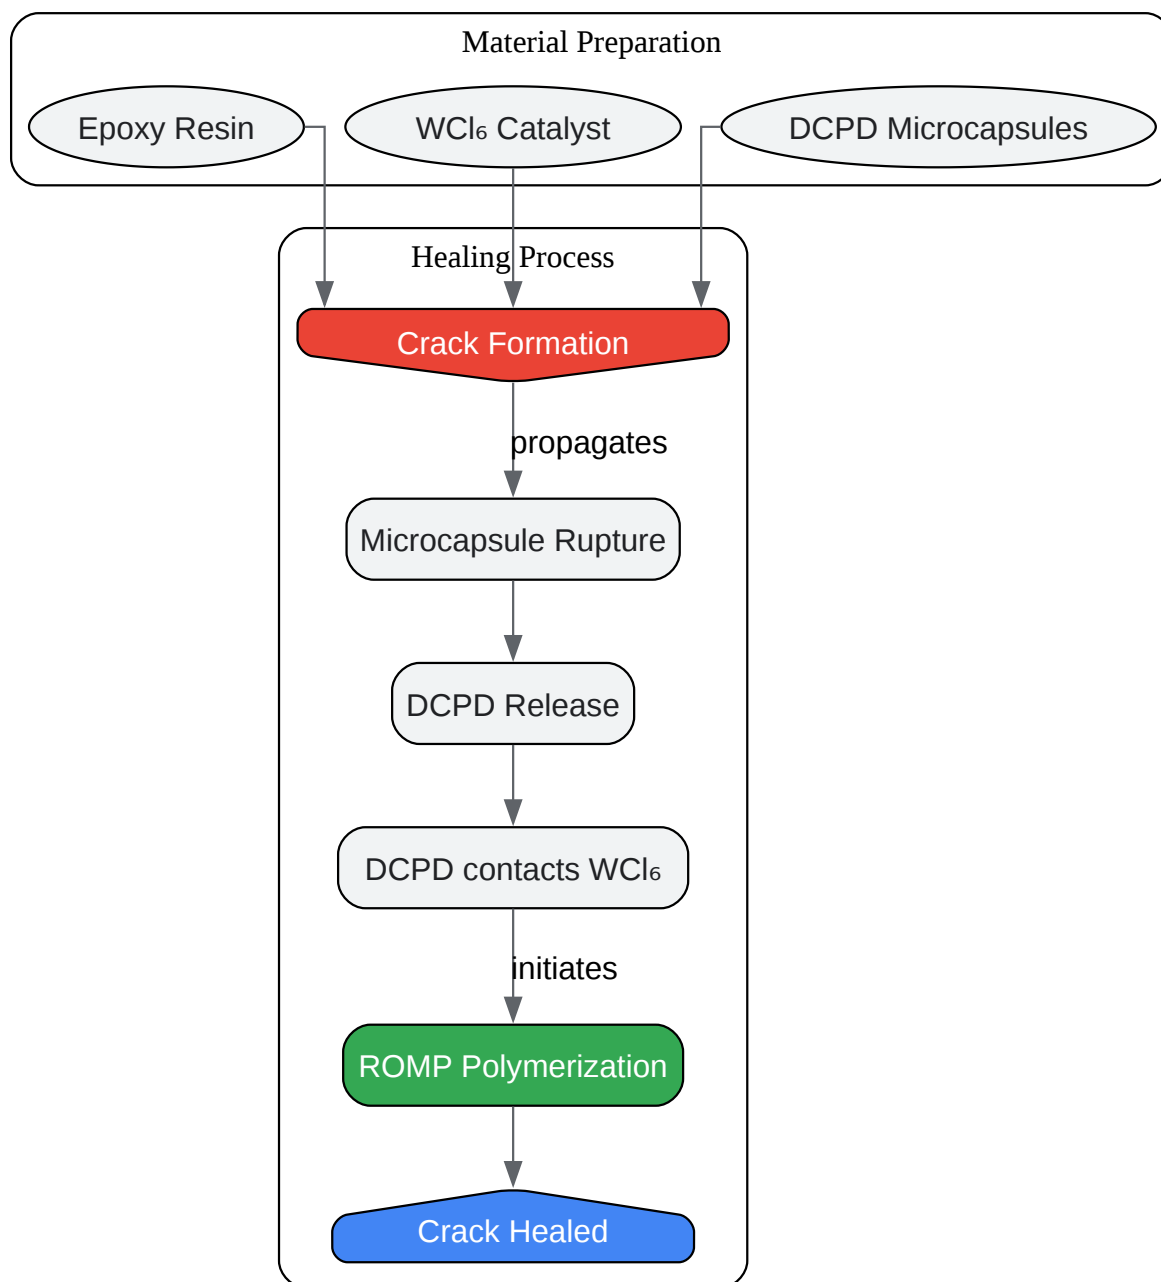 Material Preparation
Epoxy Resin
WCl₆ Catalyst
DCPD Microcapsules
Healing Process
Crack Formation
propagates
Microcapsule Rupture
DCPD Release
DCPD contacts WCl₆
initiates
ROMP Polymerization
Crack Healed